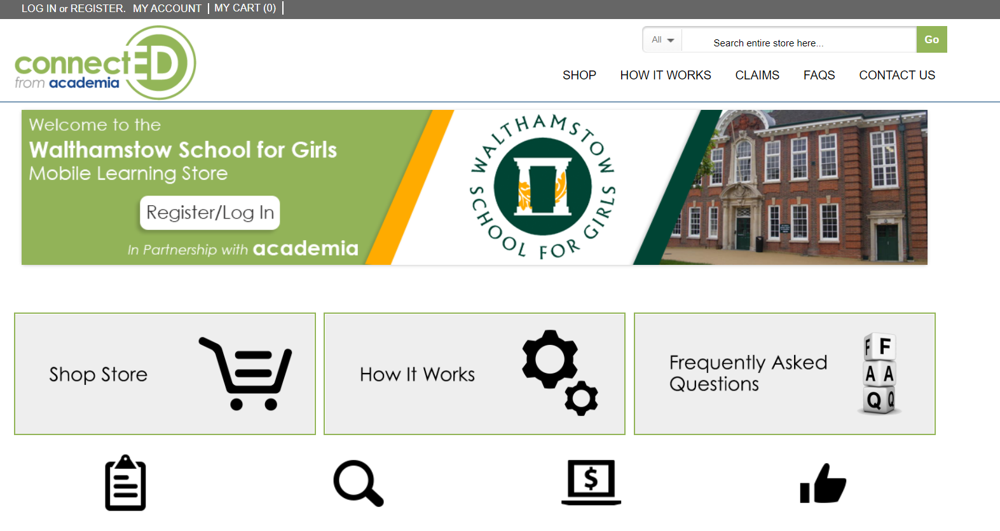 LOG IN or REGISTER. MY ACCOUNT | MY CART (0) |
connectED
from academia
All
Search entire store here...
Go
SHOP HOW IT WORKS CLAIMS FAQS CONTACT US
Welcome to the
Walthamstow School for Girls
Mobile Learning Store
Register/Log In
In Partnership with academia
WALTHAMSTOW
SCHOOL FOR GIRLS
Shop Store
How It Works
Frequently Asked
Questions
F F
A A
Q Q
$